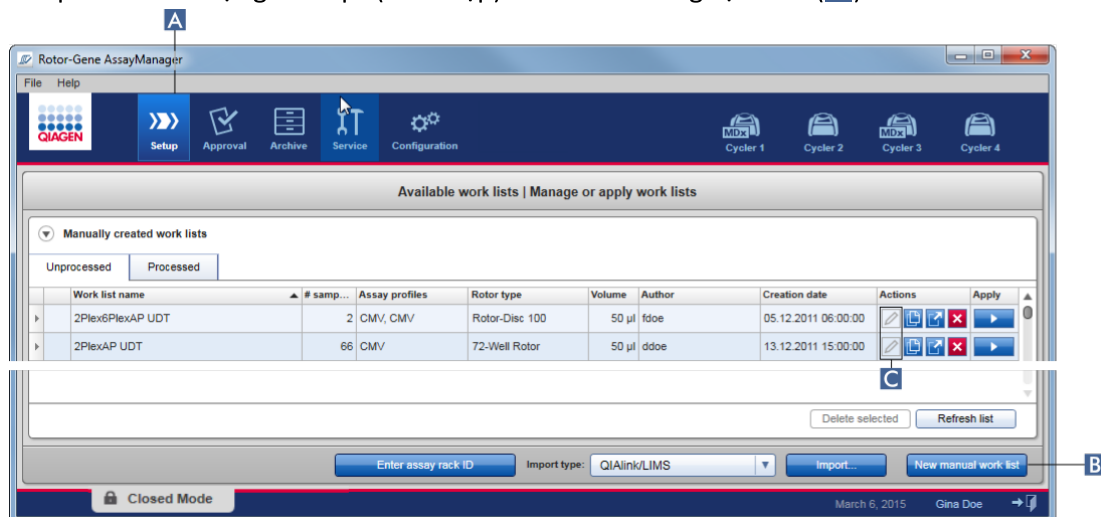 A
Rotor-Gene AssayManager
File Help
QIAGEN
Setup Approval Archive Service Configuration MDx Cycler 1 Cycler 2 MDx Cycler 3 Cycler 4
Available work lists | Manage or apply work lists
Manually created work lists
Unprocessed Processed
Work list name # samp... Assay profiles Rotor type Volume Author Creation date Actions Apply
2Plex6PlexAP UDT 2 CMV, CMV Rotor-Disc 100 50 µl fdoe 05.12.2011 06:00:00
2PlexAP UDT 66 CMV 72-Well Rotor 50 µl ddoe 13.12.2011 15:00:00
C
Delete selected Refresh list
Enter assay rack ID Import type: QIAlink/LIMS Import... New manual work list B
Closed Mode March 6, 2015 Gina Doe